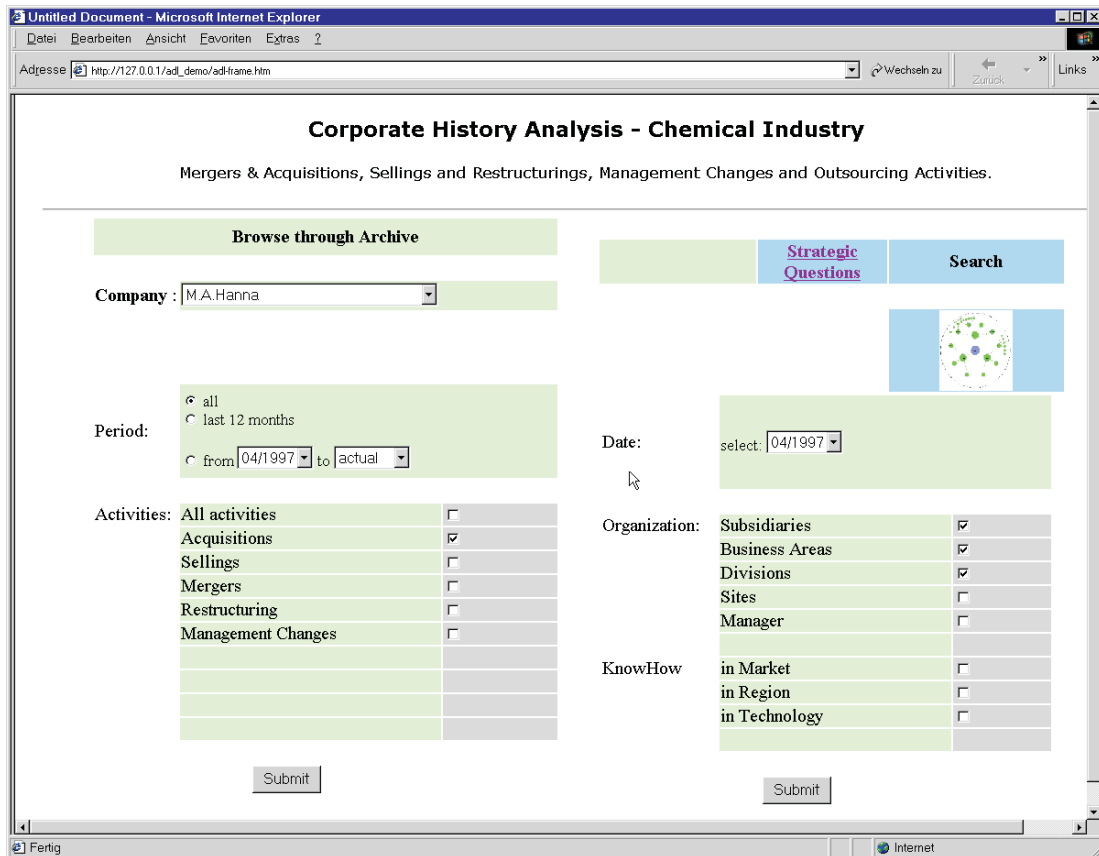 Untitled Document - Microsoft Internet Explorer
Datei Bearbeiten Ansicht Favoriten Extras ?
Adresse http://127.0.0.1/adl_demo/adl-frame.htm Wechseln zu Zurück » Links »
Corporate History Analysis - Chemical Industry
Mergers & Acquisitions, Sellings and Restructurings, Management Changes and Outsourcing Activities.
Browse through Archive
Strategic Questions
Search
Company : M.A.Hanna
Period:
all
last 12 months
from 04/1997 to actual
Date:
select: 04/1997
Activities: All activities
Acquisitions
Sellings
Mergers
Restructuring
Management Changes
Submit
Organization: Subsidiaries
Business Areas
Divisions
Sites
Manager
KnowHow in Market
in Region
in Technology
Submit
Fertig
Internet